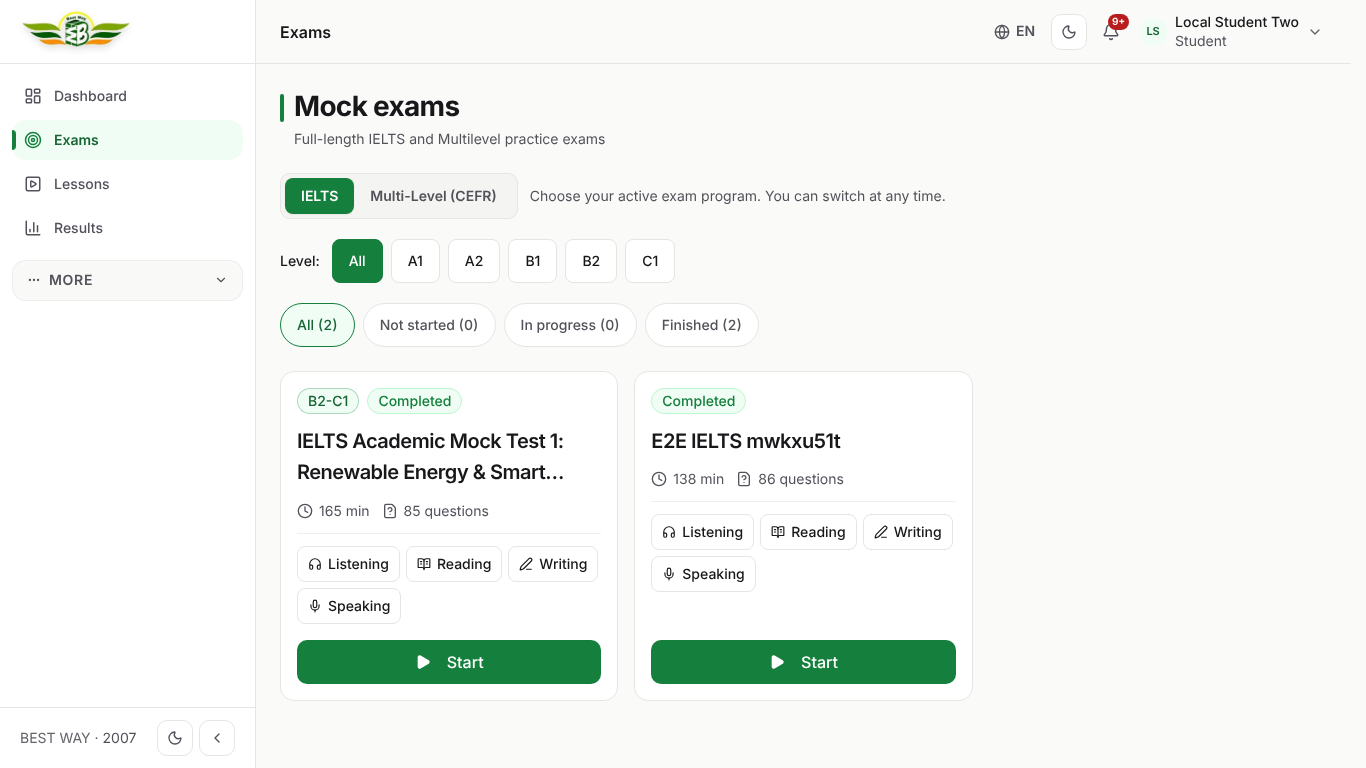 Exams
EN
9+
LS
Local Student Two
Student
Dashboard
Exams
Lessons
Results
··· MORE
Mock exams
Full-length IELTS and Multilevel practice exams
IELTS
Multi-Level (CEFR)
Choose your active exam program. You can switch at any time.
Level:
All
A1
A2
B1
B2
C1
All (2)
Not started (0)
In progress (0)
Finished (2)
B2-C1
Completed
IELTS Academic Mock Test 1:
Renewable Energy & Smart...
165 min
85 questions
Listening
Reading
Writing
Speaking
Start
Completed
E2E IELTS mwkxu51t
138 min
86 questions
Listening
Reading
Writing
Speaking
Start
BEST WAY · 2007